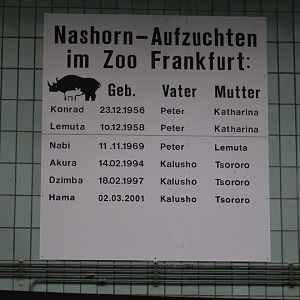 Nashorn-Aufzuchten
im Zoo Frankfurt:
Geb. Vater Mutter
Konrad 23.12.1956 Peter Katharina
Lemuta 10.12.1958 Peter Katharina
Nabi 11.11.1969 Peter Lemuta
Akura 14.02.1994 Kalusho Tsororo
Dzimba 18.02.1997 Kalusho Tsororo
Hama 02.03.2001 Kalusho Tsororo